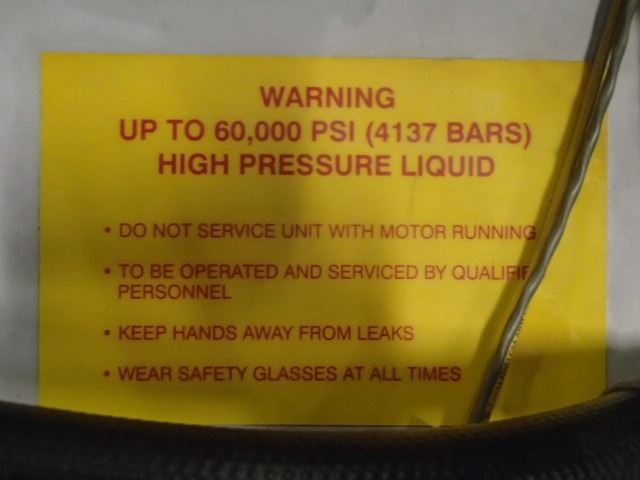 WARNING
UP TO 60,000 PSI (4137 BARS)
HIGH PRESSURE LIQUID
• DO NOT SERVICE UNIT WITH MOTOR RUNNING
• TO BE OPERATED AND SERVICED BY QUALIFIE
PERSONNEL
• KEEP HANDS AWAY FROM LEAKS
• WEAR SAFETY GLASSES AT ALL TIMES